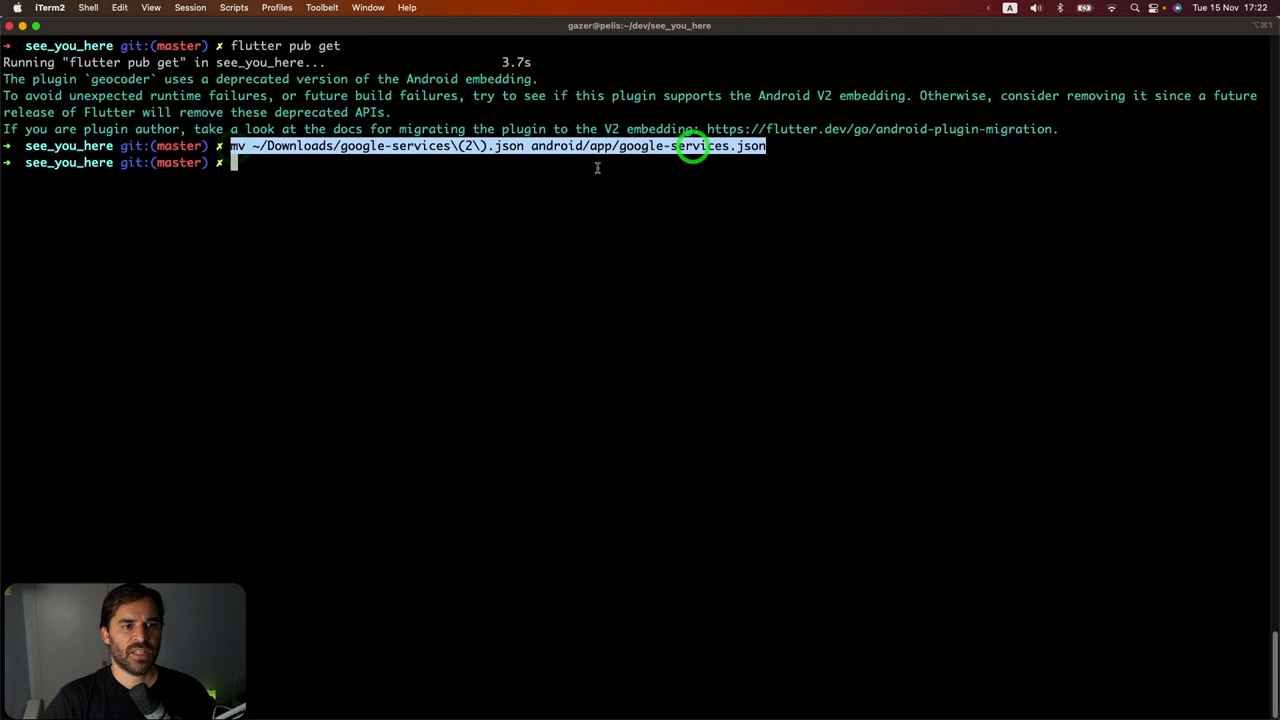 iTerm2 Shell Edit View Session Scripts Profiles Toolbelt Window Help A Tue 15 Nov 17:22
gazer@pelis:~/dev/see_you_here ⌥⌘1
➜ see_you_here git:(master) ✗ flutter pub get
Running "flutter pub get" in see_you_here... 3.7s
The plugin `geocoder` uses a deprecated version of the Android embedding.
To avoid unexpected runtime failures, or future build failures, try to see if this plugin supports the Android V2 embedding. Otherwise, consider removing it since a future
release of Flutter will remove these deprecated APIs.
If you are plugin author, take a look at the docs for migrating the plugin to the V2 embedding: https://flutter.dev/go/android-plugin-migration.
➜ see_you_here git:(master) ✗ mv ~/Downloads/google-services\(2\).json android/app/google-services.json
➜ see_you_here git:(master) ✗